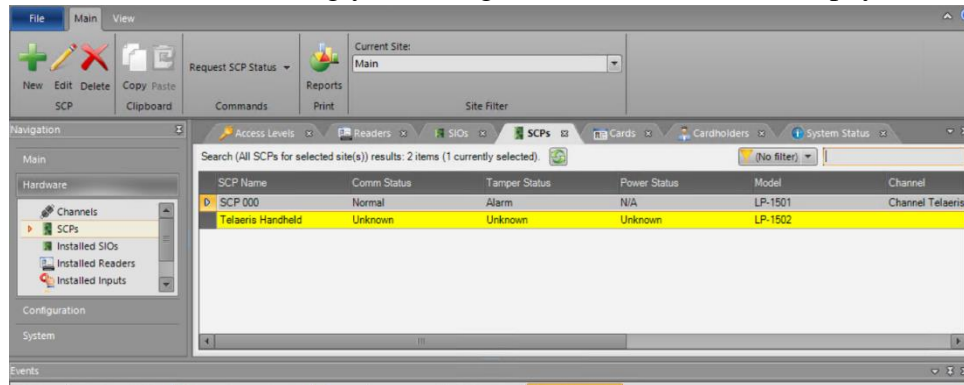 File Main View
New Edit Delete
SCP
Copy Paste
Clipboard
Request SCP Status
Commands
Reports
Print
Current Site:
Main
Site Filter
Navigation
Main
Hardware
Channels
SCPs
Installed SIOs
Installed Readers
Installed Inputs
Configuration
System
Access Levels Readers SIOs SCPs Cards Cardholders System Status
Search (All SCPs for selected site(s)) results: 2 items (1 currently selected). (No filter)
SCP Name Comm Status Tamper Status Power Status Model Channel
SCP 000 Normal Alarm N/A LP-1501 Channel Telaeris
Telaeris Handheld Unknown Unknown Unknown LP-1502
Events